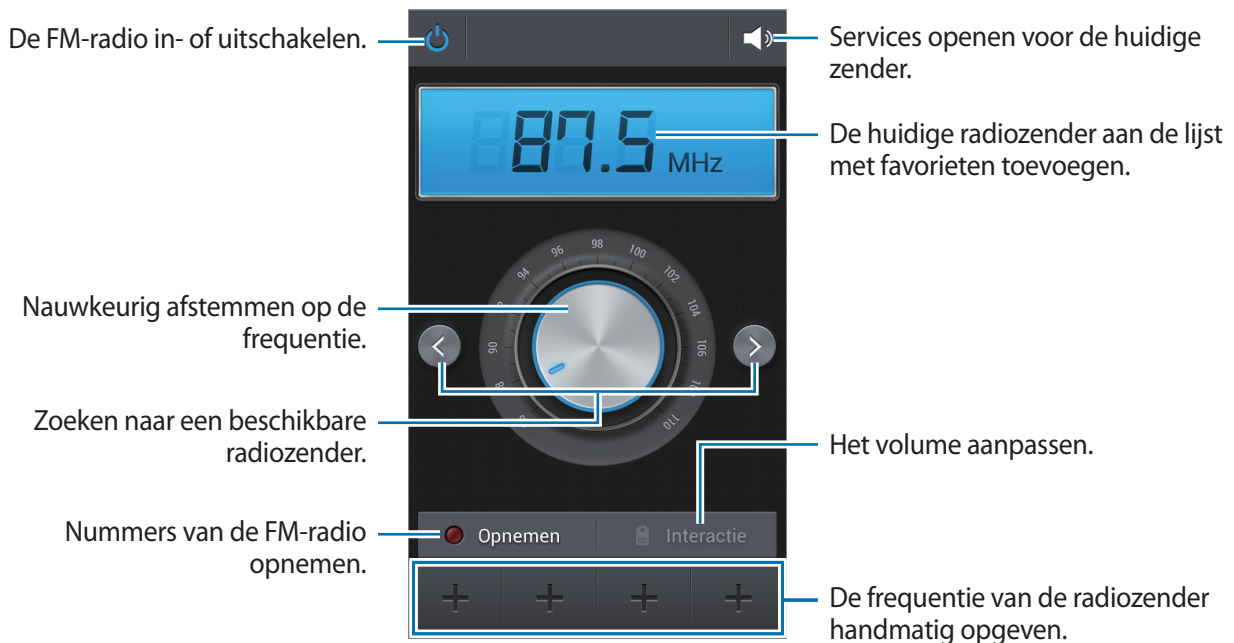 De FM-radio in- of uitschakelen.
Services openen voor de huidige
zender.
87.5 MHz
De huidige radiozender aan de lijst
met favorieten toevoegen.
94
96
98
100
102
104
106
90
110
Nauwkeurig afstemmen op de
frequentie.
Zoeken naar een beschikbare
radiozender.
Het volume aanpassen.
Nummers van de FM-radio
opnemen.
Opnemen
Interactie
De frequentie van de radiozender
handmatig opgeven.